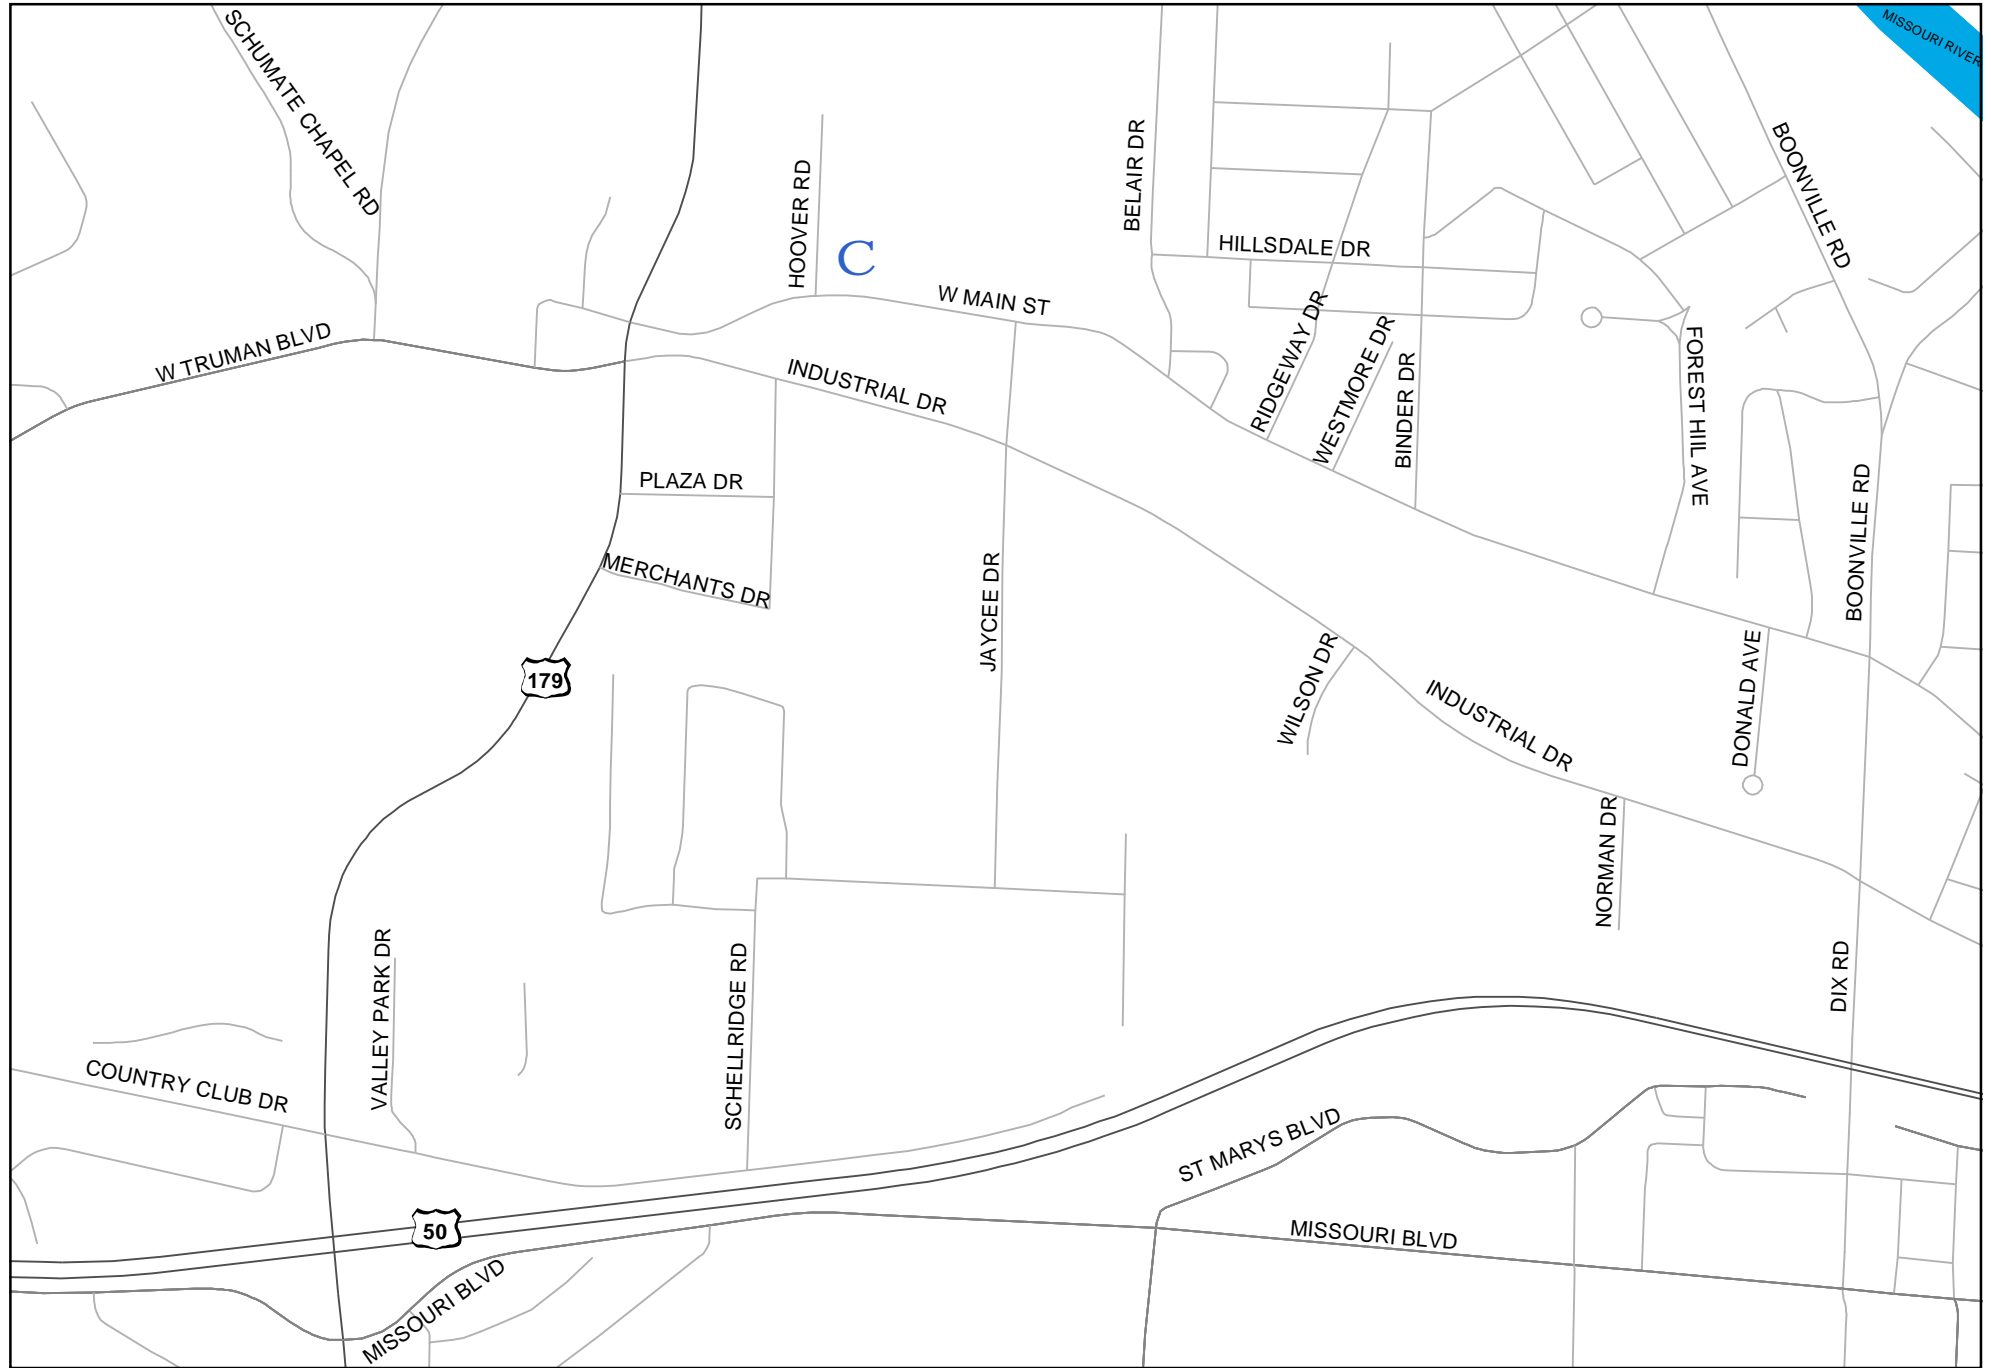 SCHUMATE CHAPEL RD
MISSOURI RIVER
BELAIR DR
BOONVILLE RD
HOOVER RD
C
HILLSDALE DR
W MAIN ST
W TRUMAN BLVD
INDUSTRIAL DR
RIDGEWAY DR
WESTMORE DR
BINDER DR
FOREST HIIL AVE
PLAZA DR
MERCHANTS DR
JAYCEE DR
BOONVILLE RD
179
WILSON DR
INDUSTRIAL DR
DONALD AVE
NORMAN DR
VALLEY PARK DR
SCHELLRIDGE RD
DIX RD
COUNTRY CLUB DR
ST MARYS BLVD
50
MISSOURI BLVD
MISSOURI BLVD